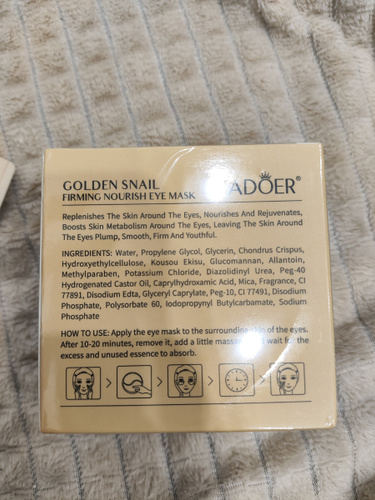 GOLDEN SNAIL
FIRMING NOURISH EYE MASK
ADOER®
Replenishes The Skin Around The Eyes, Nourishes And Rejuvenates,
Boosts Skin Metabolism Around The Eyes, Leaving The Skin Around
The Eyes Plump, Smooth, Firm And Youthful.
INGREDIENTS: Water, Propylene Glycol, Glycerin, Chondrus Crispus,
Hydroxyethylcellulose, Kousou Ekisu, Glucomannan, Allantoin,
Methylparaben, Potassium Chloride, Diazolidinyl Urea, Peg-40
Hydrogenated Castor Oil, Caprylhydroxamic Acid, Mica, Fragrance, CI
77891, Disodium Edta, Glyceryl Caprylate, Peg-10, CI 77491, Disodium
Phosphate, Polysorbate 60, Iodopropynyl Butylcarbamate, Sodium
Phosphate
HOW TO USE: Apply the eye mask to the surrounding skin of the eyes.
After 10-20 minutes, remove it, add a little wait for the
excess and unused essence to absorb.